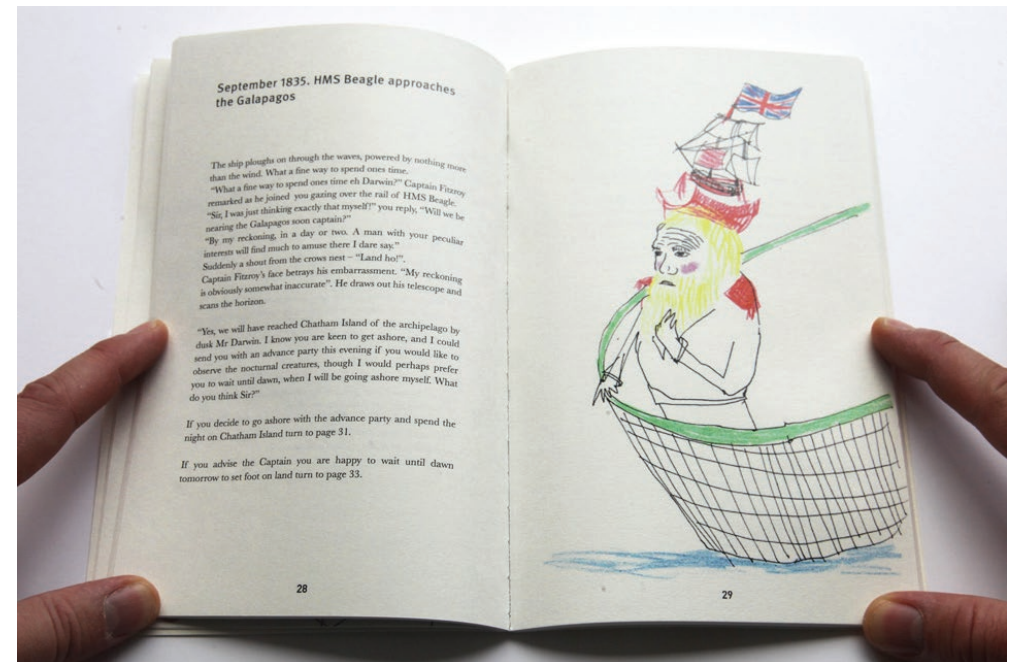 September 1835. HMS Beagle approaches
the Galapagos
The ship ploughs on through the waves, powered by nothing more
than the wind. What a fine way to spend ones time.
“What a fine way to spend ones time eh Darwin?” Captain Fitzroy
remarked as he joined you gazing over the rail of HMS Beagle.
“Sir, I was just thinking exactly that myself!” you reply, “Will we be
nearing the Galapagos soon captain?”
“By my reckoning, in a day or two. A man with your peculiar
interests will find much to amuse there I dare say.”
Suddenly a shout from the crows nest – “Land ho!”.
Captain Fitzroy’s face betrays his embarrassment. “My reckoning
is obviously somewhat inaccurate”. He draws out his telescope and
scans the horizon.
“Yes, we will have reached Chatham Island of the archipelago by
dusk Mr Darwin. I know you are keen to get ashore, and I could
send you with an advance party this evening if you would like to
observe the nocturnal creatures, though I would perhaps prefer
you to wait until dawn, when I will be going ashore myself. What
do you think Sir?”
If you decide to go ashore with the advance party and spend the
night on Chatham Island turn to page 31.
If you advise the Captain you are happy to wait until dawn
tomorrow to set foot on land turn to page 33.
28
29